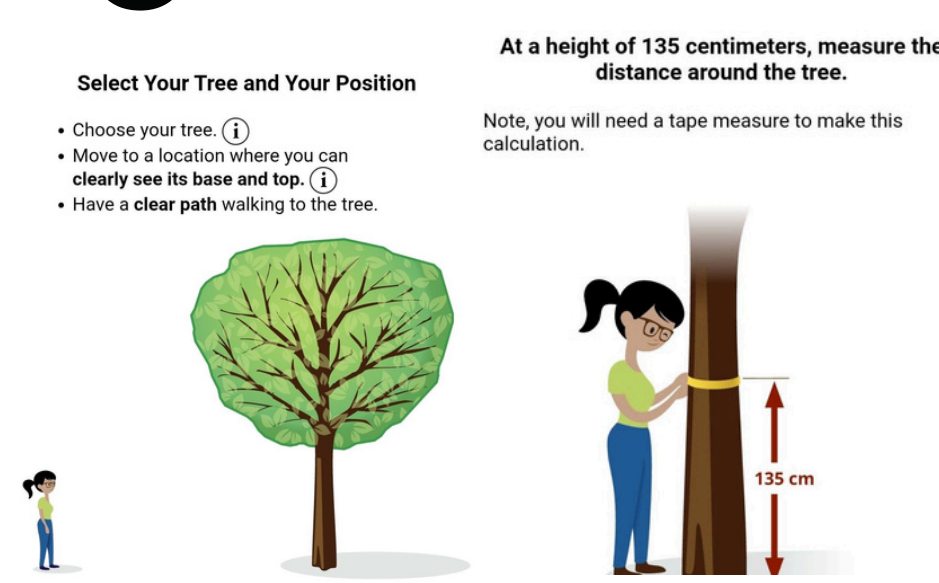 Select Your Tree and Your Position
• Choose your tree. i
• Move to a location where you can
clearly see its base and top. i
• Have a clear path walking to the tree.
At a height of 135 centimeters, measure the
distance around the tree.
Note, you will need a tape measure to make this
calculation.
135 cm